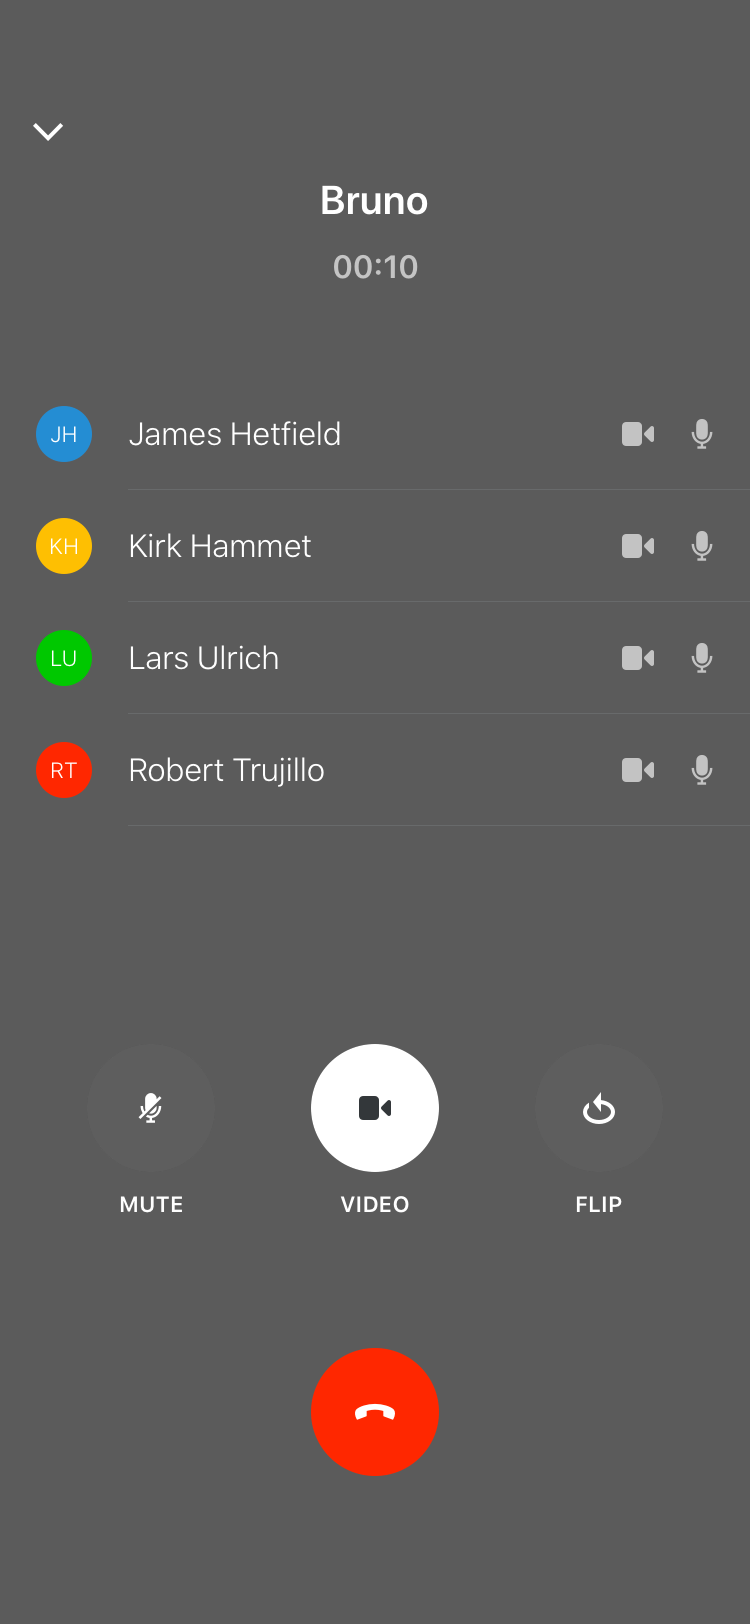 Bruno
00:10
JH James Hetfield
KH Kirk Hammet
LU Lars Ulrich
RT Robert Trujillo
MUTE VIDEO FLIP